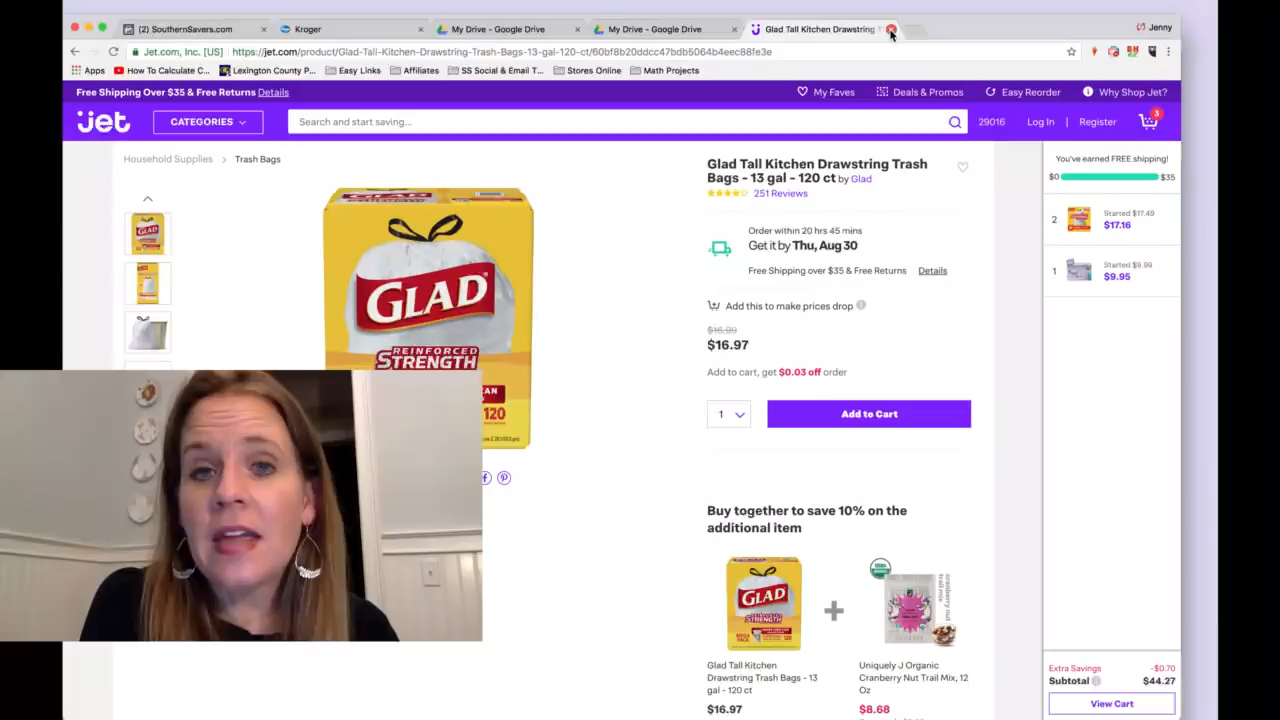 (2) SouthernSavers.com
Kroger
My Drive - Google Drive
My Drive - Google Drive
Glad Tall Kitchen Drawstring
Jenny
Jet.com, Inc. [US]
https://jet.com/product/Glad-Tall-Kitchen-Drawstring-Trash-Bags-13-gal-120-ct/60bf8b20ddcc47bdb5064b4eec88fe3e
Apps
How To Calculate C...
Lexington County P...
Easy Links
Affiliates
SS Social & Email T...
Stores Online
Math Projects
Free Shipping Over $35 & Free Returns Details
My Faves
Deals & Promos
Easy Reorder
Why Shop Jet?
jet
CATEGORIES
Search and start saving...
29016
Log In | Register
3
Household Supplies > Trash Bags
GLAD
REINFORCED
STRENGTH
120
Glad Tall Kitchen Drawstring Trash
Bags - 13 gal - 120 ct by Glad
251 Reviews
Order within 20 hrs 45 mins
Get it by Thu, Aug 30
Free Shipping over $35 & Free Returns Details
Add this to make prices drop
$16.99
$16.97
Add to cart, get $0.03 off order
1
Add to Cart
Buy together to save 10% on the
additional item
GLAD
STRENGTH
Glad Tall Kitchen
Drawstring Trash Bags - 13
gal - 120 ct
$16.97
Uniquely J Organic
Cranberry Nut Trail Mix, 12
Oz
$8.68
You've earned FREE shipping!
$0
$35
2
Started $17.49
$17.16
1
Started $9.99
$9.95
Extra Savings
-$0.70
Subtotal
$44.27
View Cart